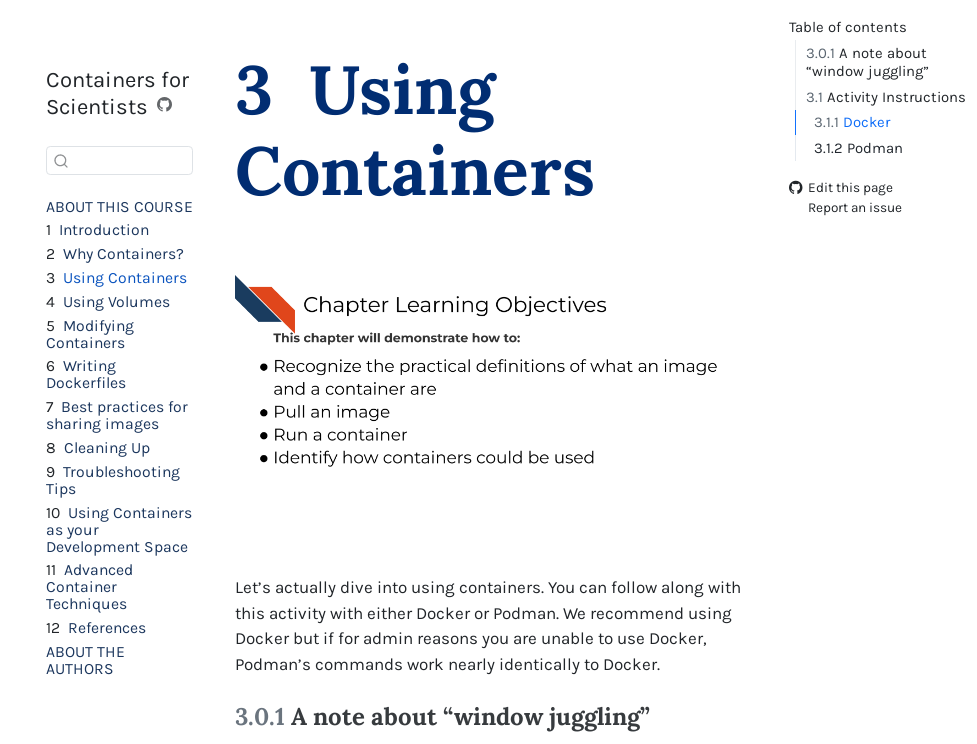 Containers for
Scientists
ABOUT THIS COURSE
1 Introduction
2 Why Containers?
3 Using Containers
4 Using Volumes
5 Modifying
Containers
6 Writing
Dockerfiles
7 Best practices for
sharing images
8 Cleaning Up
9 Troubleshooting
Tips
10 Using Containers
as your
Development Space
11 Advanced
Container
Techniques
12 References
ABOUT THE
AUTHORS
3 Using
Containers
Chapter Learning Objectives
This chapter will demonstrate how to:
● Recognize the practical definitions of what an image
and a container are
● Pull an image
● Run a container
● Identify how containers could be used
Let’s actually dive into using containers. You can follow along with
this activity with either Docker or Podman. We recommend using
Docker but if for admin reasons you are unable to use Docker,
Podman’s commands work nearly identically to Docker.
3.0.1 A note about “window juggling”
Table of contents
3.0.1 A note about
“window juggling”
3.1 Activity Instructions
3.1.1 Docker
3.1.2 Podman
Edit this page
Report an issue